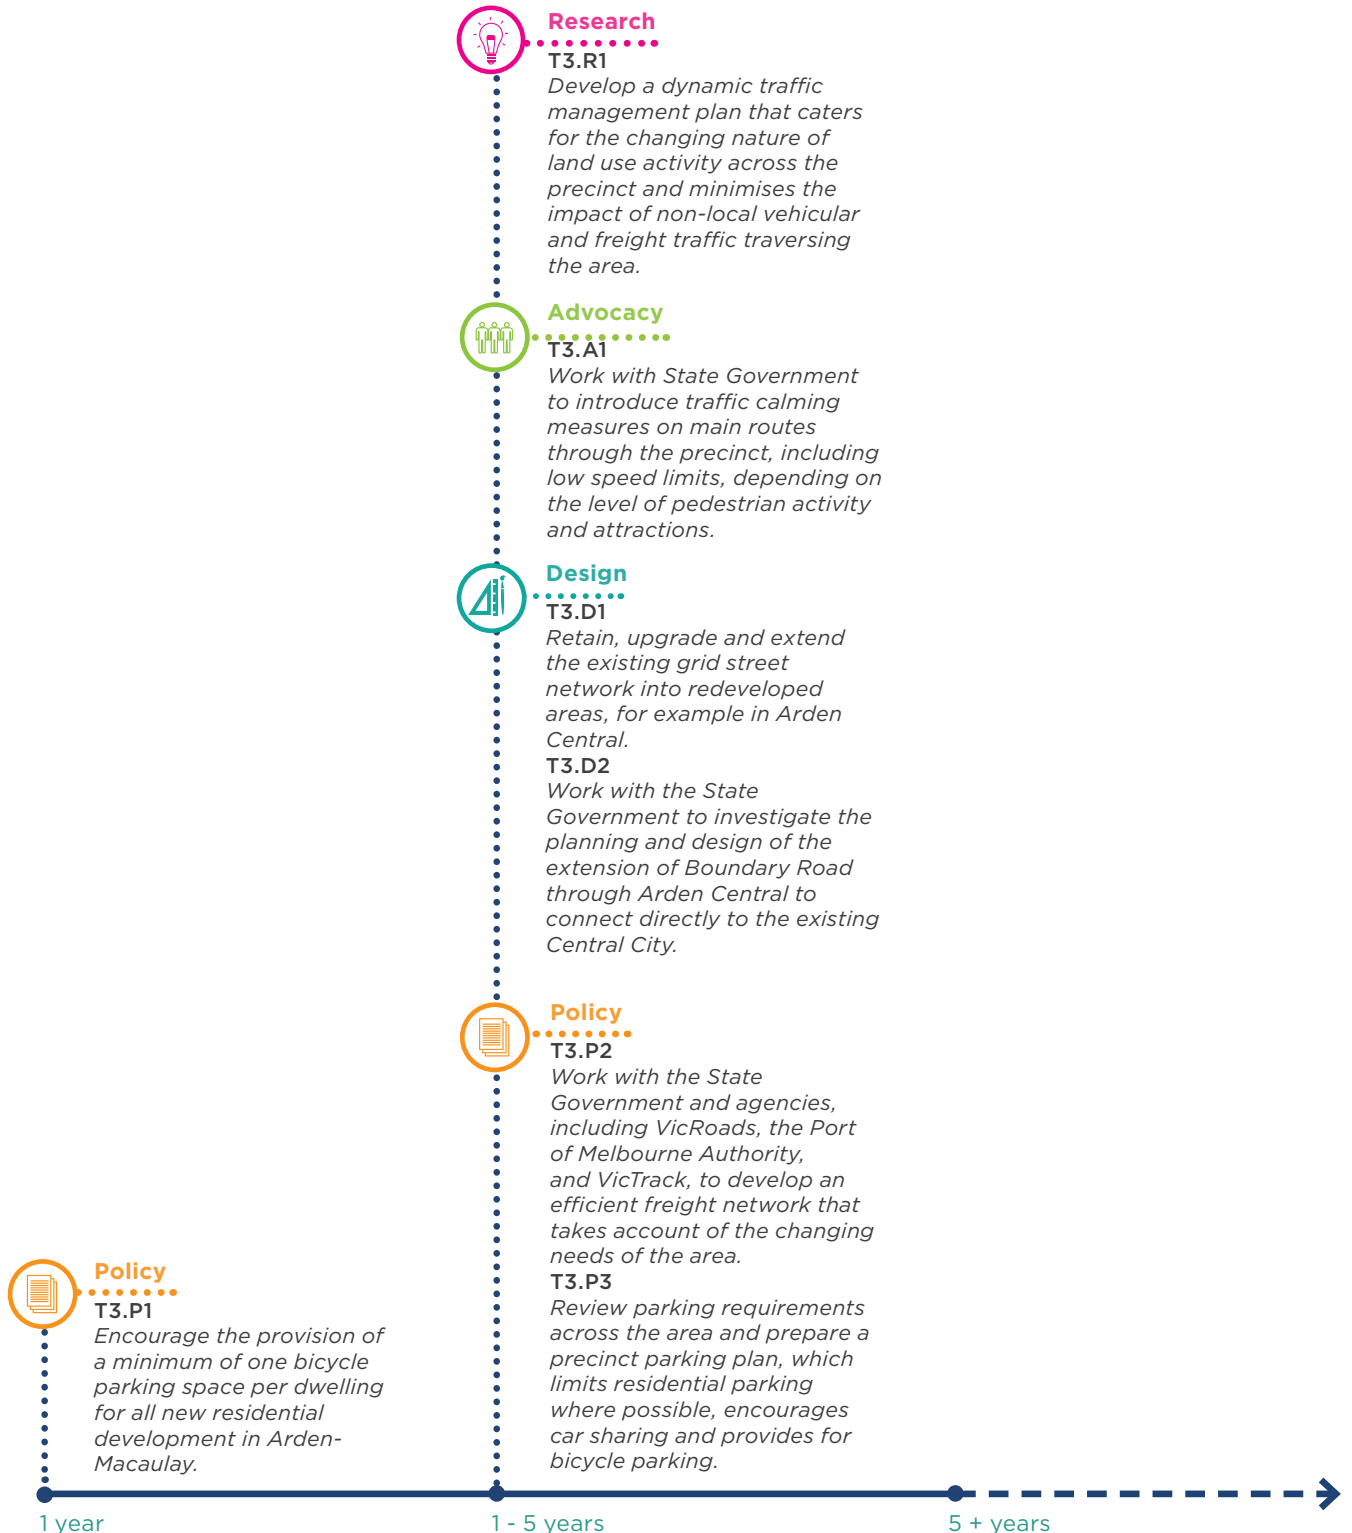 Research
T3.R1
Develop a dynamic traffic
management plan that caters
for the changing nature of
land use activity across the
precinct and minimises the
impact of non-local vehicular
and freight traffic traversing
the area.
Advocacy
T3.A1
Work with State Government
to introduce traffic calming
measures on main routes
through the precinct, including
low speed limits, depending on
the level of pedestrian activity
and attractions.
Design
T3.D1
Retain, upgrade and extend
the existing grid street
network into redeveloped
areas, for example in Arden
Central.
T3.D2
Work with the State
Government to investigate the
planning and design of the
extension of Boundary Road
through Arden Central to
connect directly to the existing
Central City.
Policy
T3.P2
Work with the State
Government and agencies,
including VicRoads, the Port
of Melbourne Authority,
and VicTrack, to develop an
efficient freight network that
takes account of the changing
needs of the area.
T3.P3
Review parking requirements
across the area and prepare a
precinct parking plan, which
limits residential parking
where possible, encourages
car sharing and provides for
bicycle parking.
Policy
T3.P1
Encourage the provision of
a minimum of one bicycle
parking space per dwelling
for all new residential
development in Arden-
Macaulay.
1 year
1 - 5 years
5 + years